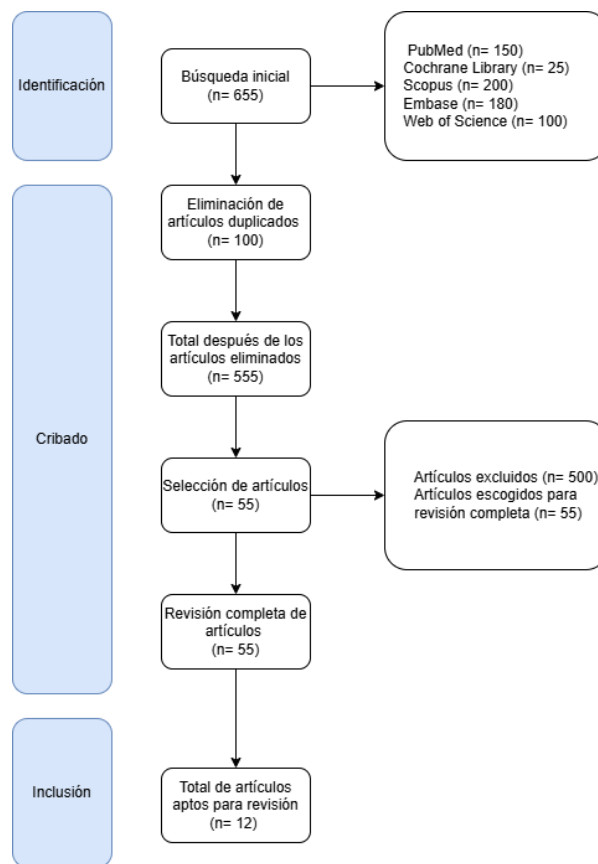 Identificación
Búsqueda inicial
(n= 655)
PubMed (n= 150)
Cochrane Library (n= 25)
Scopus (n= 200)
Embase (n= 180)
Web of Science (n= 100)
Cribado
Eliminación de
artículos duplicados
(n= 100)
Total después de los
artículos eliminados
(n= 555)
Selección de artículos
(n= 55)
Artículos excluidos (n= 500)
Artículos escogidos para
revisión completa (n= 55)
Revisión completa de
artículos
(n= 55)
Inclusión
Total de artículos
aptos para revisión
(n= 12)